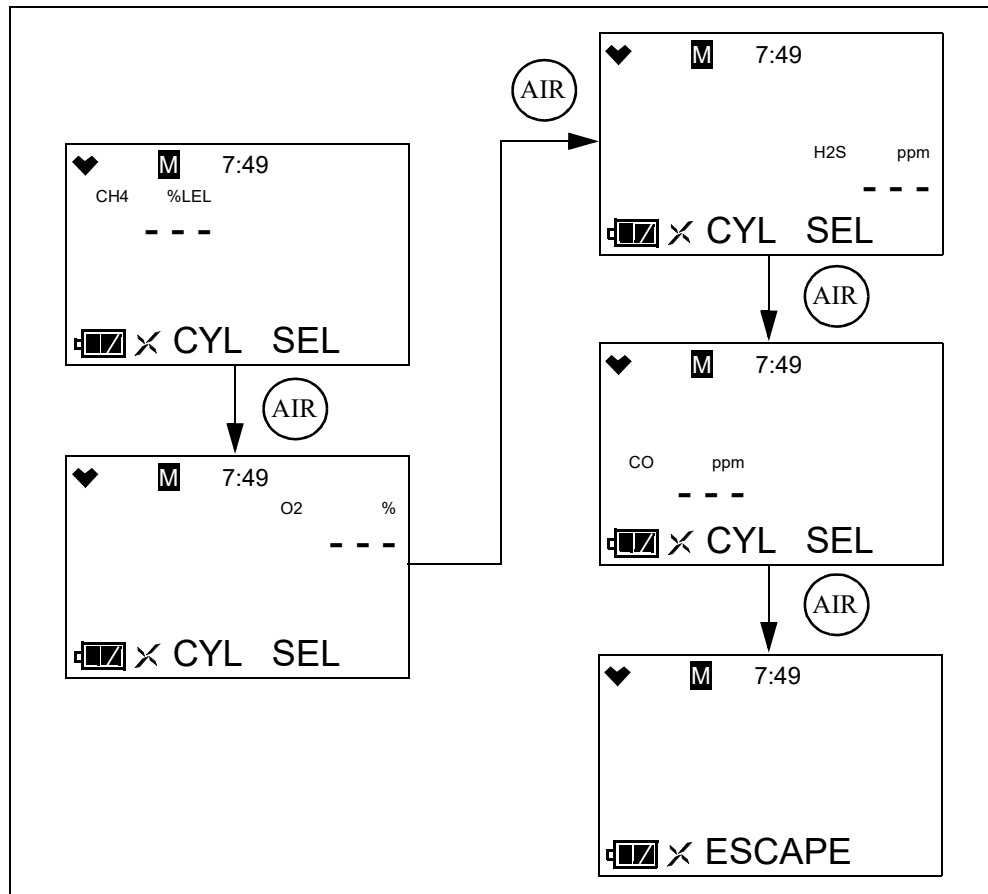 M 7:49
CH4 %LEL
- - -
CYL SEL
AIR
M 7:49
O2 %
- - -
CYL SEL
AIR
M 7:49
H2S ppm
- - -
CYL SEL
AIR
M 7:49
CO ppm
- - -
CYL SEL
AIR
M 7:49
ESCAPE